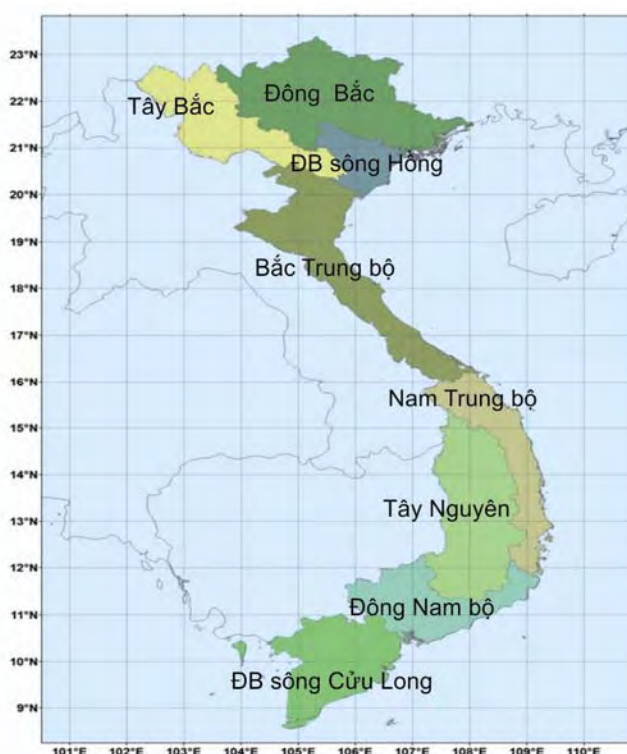 23°N
22°N
21°N
20°N
19°N
18°N
17°N
16°N
15°N
14°N
13°N
12°N
11°N
10°N
9°N
Tây Bắc
Đông Bắc
ĐB sông Hồng
Bắc Trung bộ
Nam Trung bộ
Tây Nguyên
Đông Nam bộ
ĐB sông Cửu Long
101°E 102°E 103°E 104°E 105°E 106°E 107°E 108°E 109°E 110°E